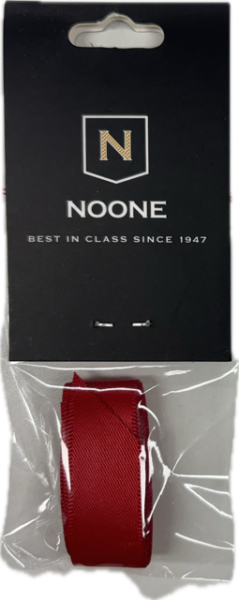 N
NOONE
BEST IN CLASS SINCE 1947